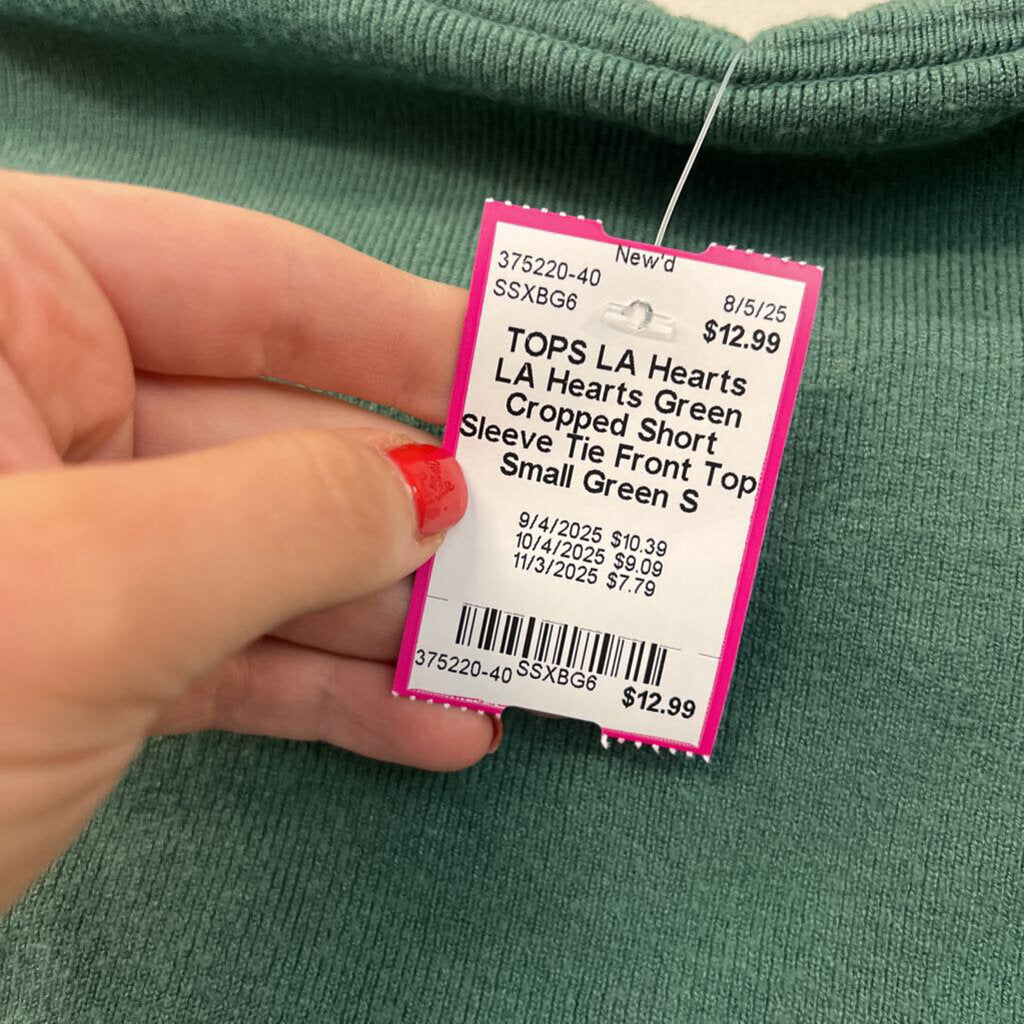 New'd
375220-40
SSXBG6
8/5/25
$12.99
TOPS LA Hearts
LA Hearts Green
Cropped Short
Sleeve Tie Front Top
Small Green S
9/4/2025 $10.39
10/4/2025 $9.09
11/3/2025 $7.79
375220-40 SSXBG6 $12.99